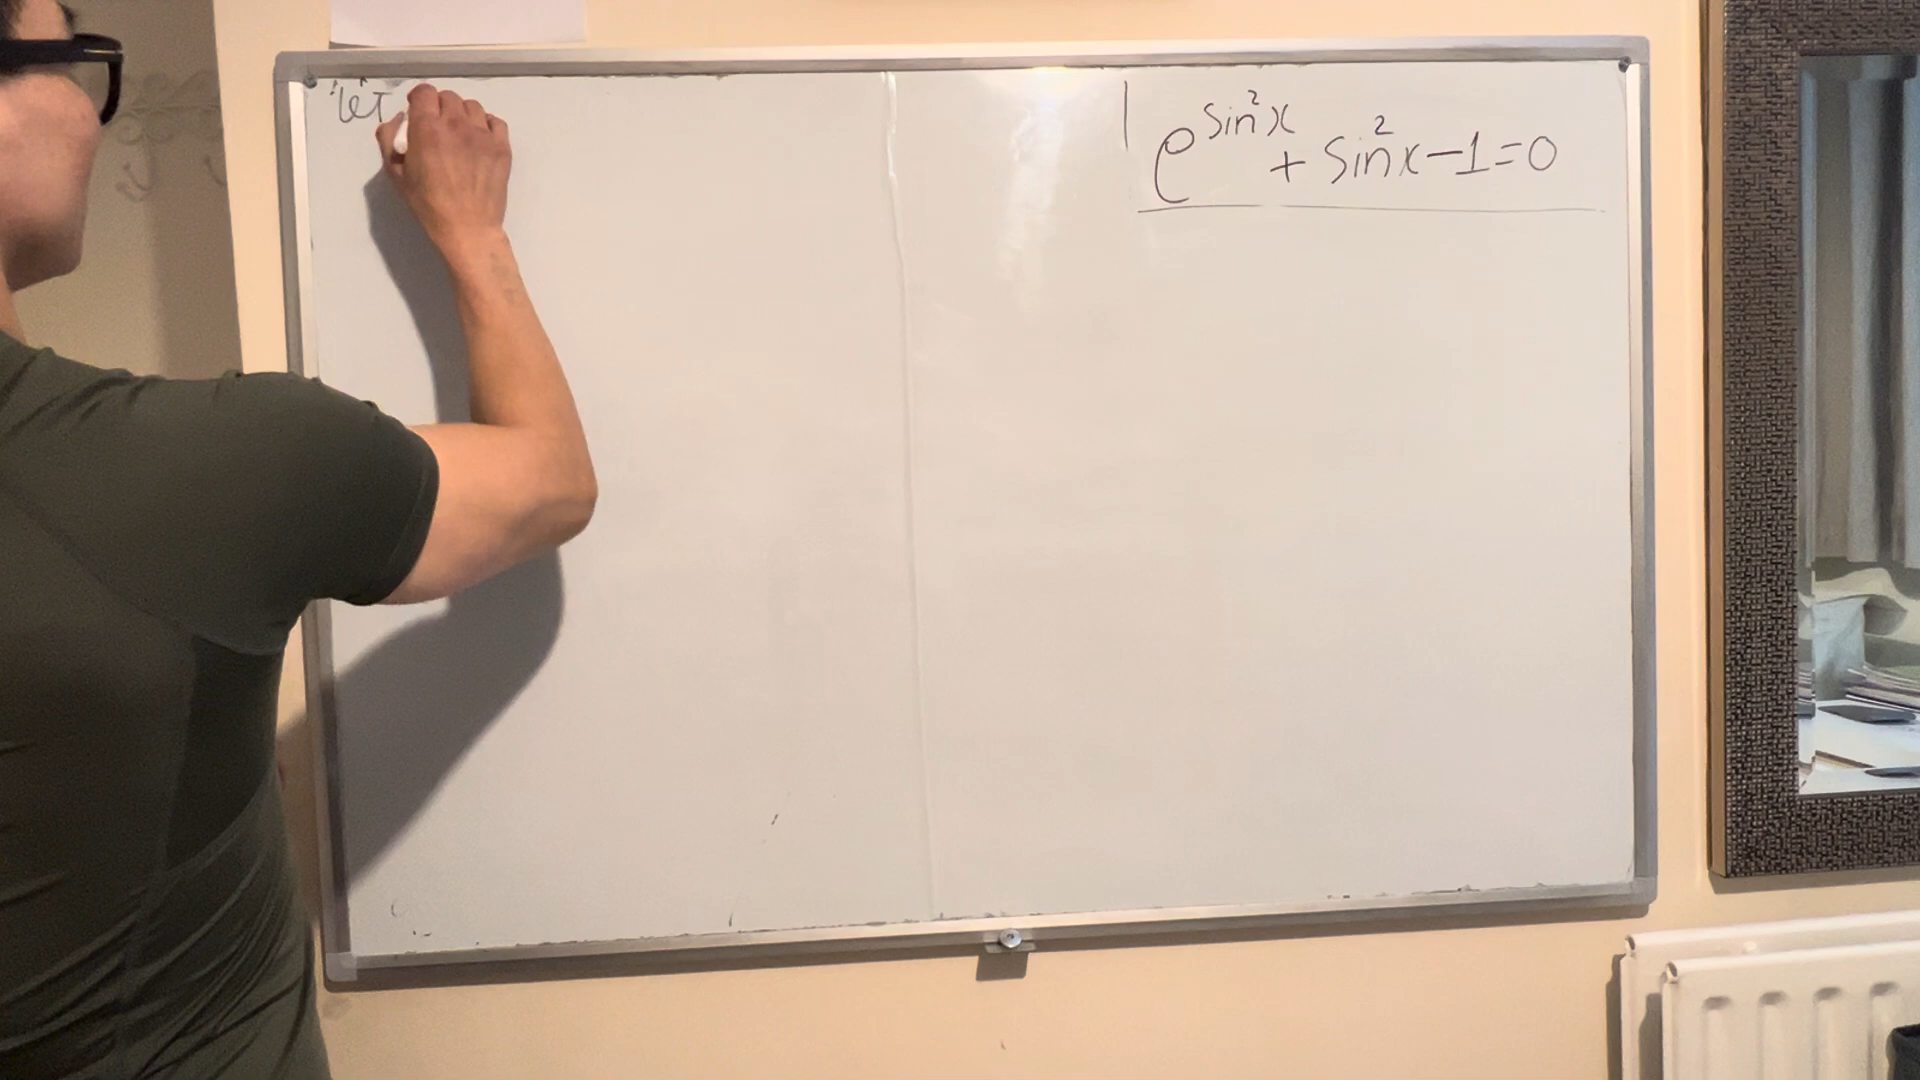 let
e^sin²x + sin²x - 1 = 0